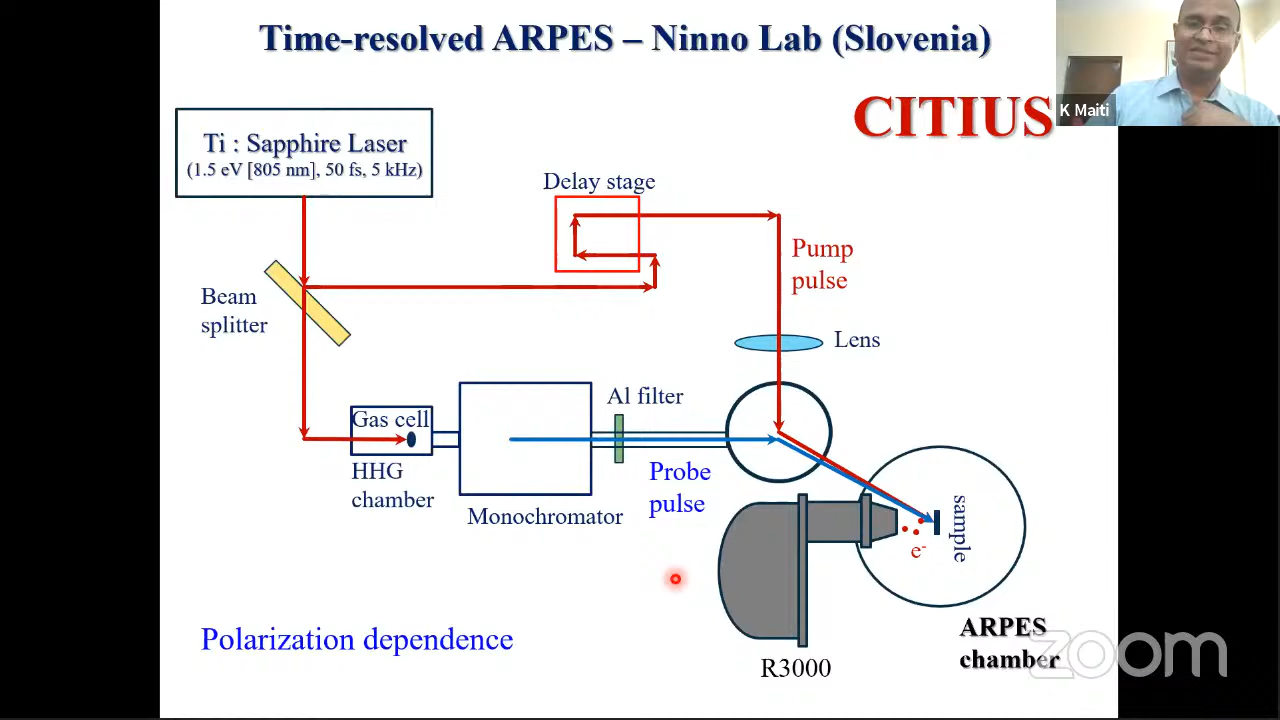 Time-resolved ARPES – Ninno Lab (Slovenia)
CITIUS
K Maiti
Ti : Sapphire Laser
(1.5 eV [805 nm], 50 fs, 5 kHz)
Delay stage
Pump
pulse
Beam
splitter
Lens
Al filter
Gas cell
HHG
chamber
Probe
pulse
Monochromator
sample
e-
ARPES
chamber
zoom
Polarization dependence
R3000